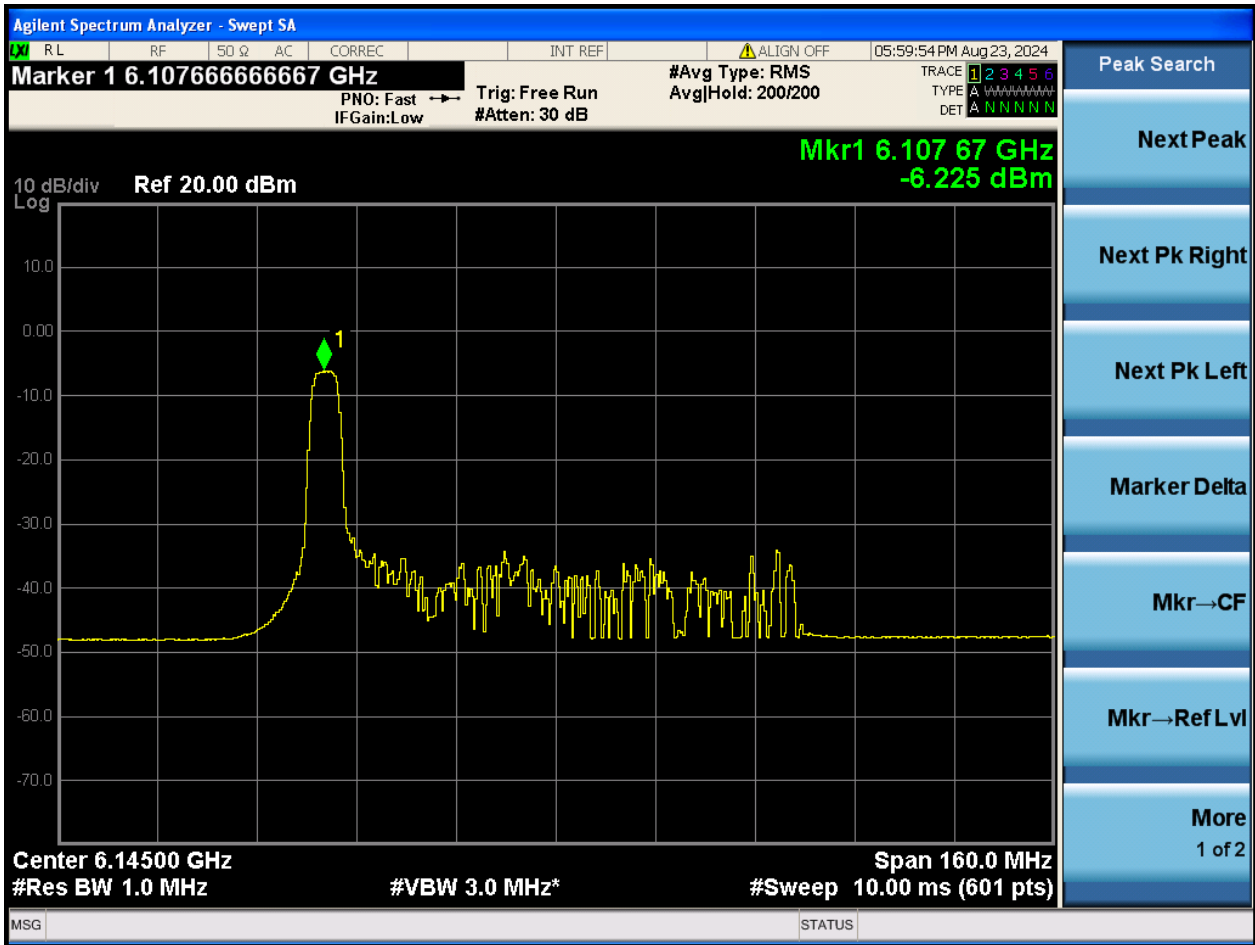 Agilent Spectrum Analyzer - Swept SA
LXI RL RF 50 Ω AC CORREC INT REF ALIGN OFF 05:59:54 PM Aug 23, 2024
Marker 1 6.107666666667 GHz
PNO: Fast
IFGain:Low
Trig: Free Run
#Atten: 30 dB
#Avg Type: RMS
Avg|Hold: 200/200
TRACE 1 2 3 4 5 6
TYPE A WWWWW
DET A N N N N N
Mkr1 6.107 67 GHz
-6.225 dBm
10 dB/div Ref 20.00 dBm
Log
10.0
0.00
-10.0
-20.0
-30.0
-40.0
-50.0
-60.0
-70.0
1
Center 6.14500 GHz Span 160.0 MHz
#Res BW 1.0 MHz #VBW 3.0 MHz* #Sweep 10.00 ms (601 pts)
MSG STATUS
Peak Search
Next Peak
Next Pk Right
Next Pk Left
Marker Delta
Mkr→CF
Mkr→Ref Lvl
More
1 of 2